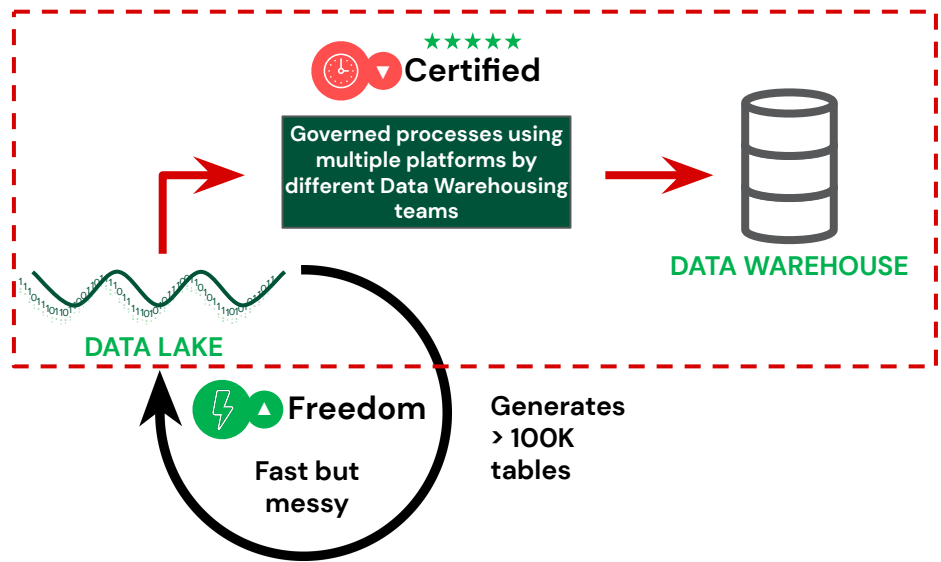 Certified
Governed processes using
multiple platforms by
different Data Warehousing
teams
DATA WAREHOUSE
DATA LAKE
Freedom
Fast but
messy
Generates
> 100K
tables